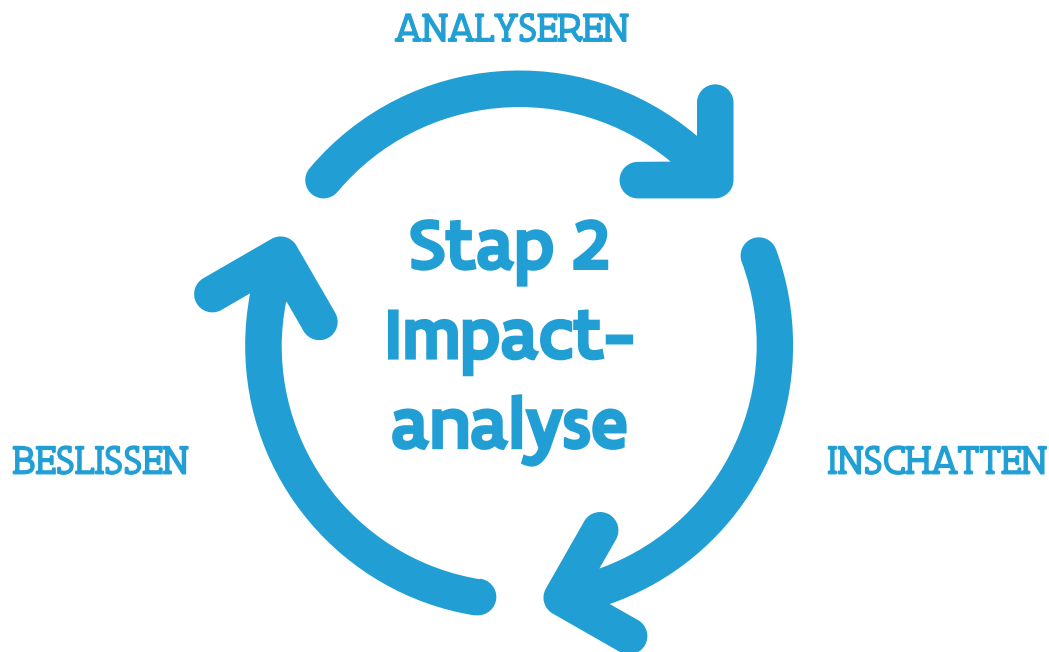 ANALYSEREN
Stap 2
Impact-
analyse
BESLISSEN
INSCHATTEN